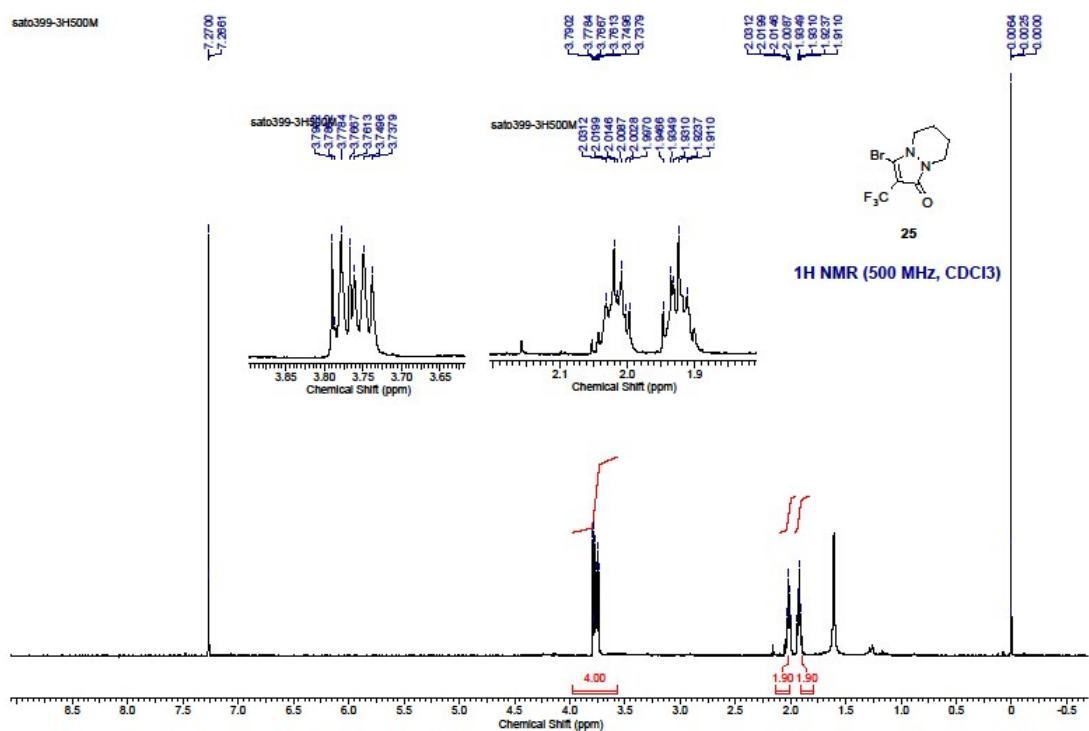 sato399-3H500M
7.2700
7.2661
3.7902
3.7784
3.7667
3.7613
3.7496
3.7379
2.0312
2.0199
2.0146
2.0087
1.9349
1.9310
1.9237
1.9110
0.0064
0.0025
0.0000
sato399-3H500M
3.7784
3.7667
3.7613
3.7496
3.7379
3.85 3.80 3.75 3.70 3.65
Chemical Shift (ppm)
sato399-3H500M
2.0312
2.0199
2.0146
2.0087
2.0028
1.9970
1.9466
1.9349
1.9310
1.9237
1.9110
2.1 2.0 1.9
Chemical Shift (ppm)
Br N
N
F3C O
25
1H NMR (500 MHz, CDCl3)
4.00 1.90 1.90
8.5 8.0 7.5 7.0 6.5 6.0 5.5 5.0 4.5 4.0 3.5 3.0 2.5 2.0 1.5 1.0 0.5 0 -0.5
Chemical Shift (ppm)